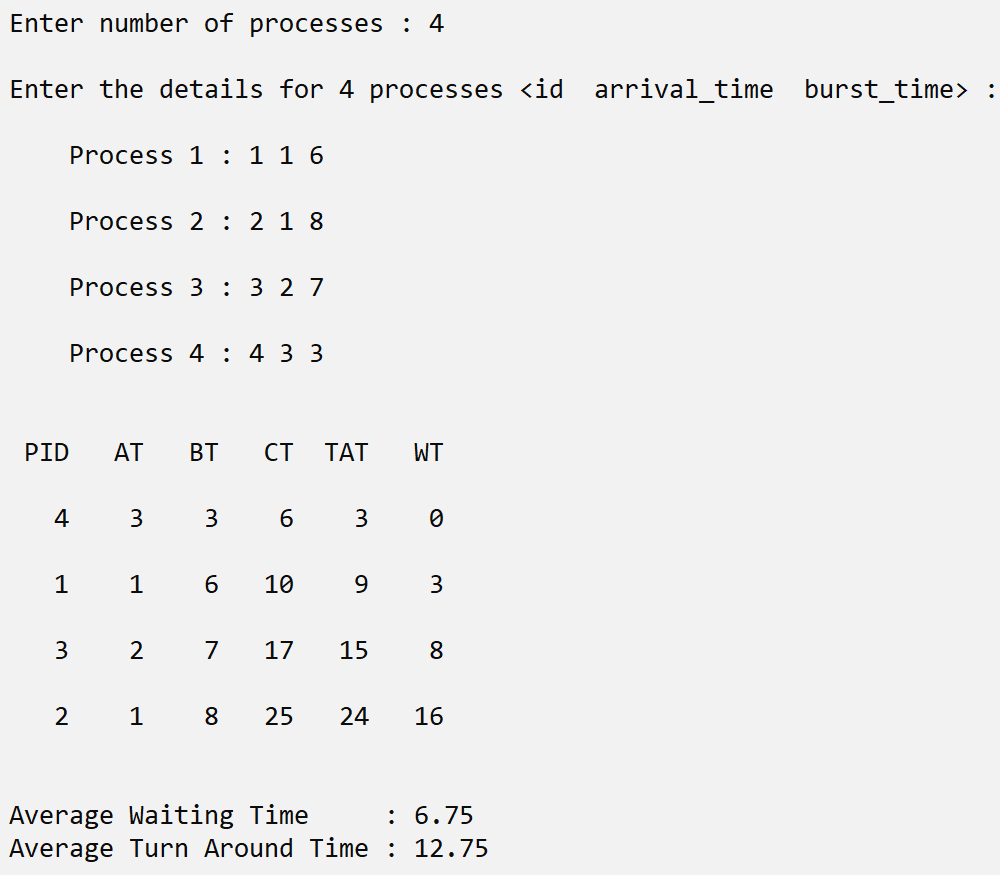 Enter number of processes : 4
Enter the details for 4 processes <id  arrival_time  burst_time> :
Process 1 : 1 1 6
Process 2 : 2 1 8
Process 3 : 3 2 7
Process 4 : 4 3 3
PID   AT   BT   CT  TAT   WT
4    3    3    6    3    0
1    1    6   10    9    3
3    2    7   17   15    8
2    1    8   25   24   16
Average Waiting Time     : 6.75
Average Turn Around Time : 12.75